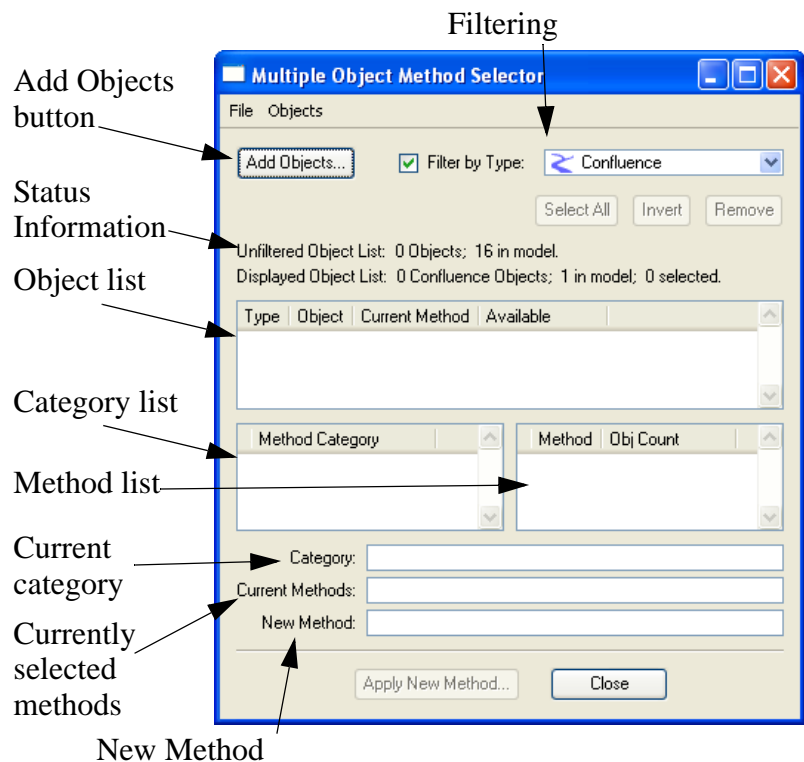 Filtering
Add Objects
button
Multiple Object Method Selector
File Objects
Add Objects... Filter by Type: Confluence
Select All Invert Remove
Status
Information
Unfiltered Object List: 0 Objects; 16 in model.
Displayed Object List: 0 Confluence Objects; 1 in model; 0 selected.
Object list
Type Object Current Method Available
Category list
Method Category
Method Obj Count
Method list
Current
category
Category:
Current Methods:
New Method:
Currently
selected
methods
Apply New Method... Close
New Method